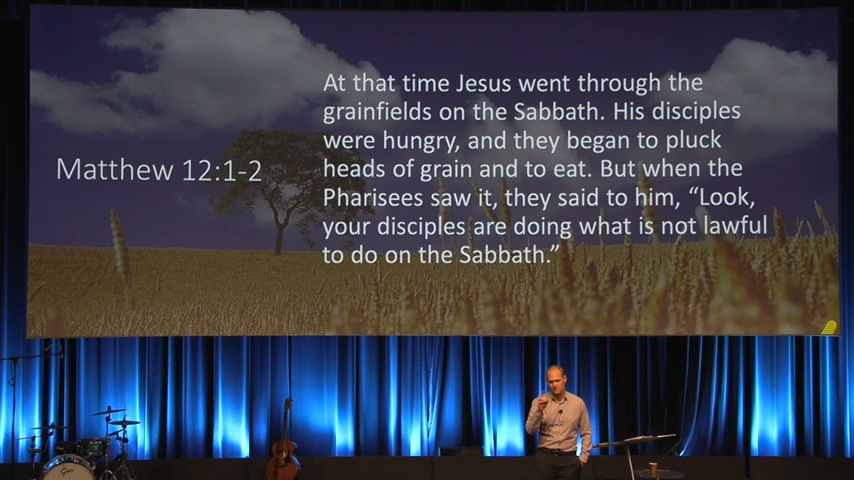 Matthew 12:1-2
At that time Jesus went through the
grainfields on the Sabbath. His disciples
were hungry, and they began to pluck
heads of grain and to eat. But when the
Pharisees saw it, they said to him, “Look,
your disciples are doing what is not lawful
to do on the Sabbath.”